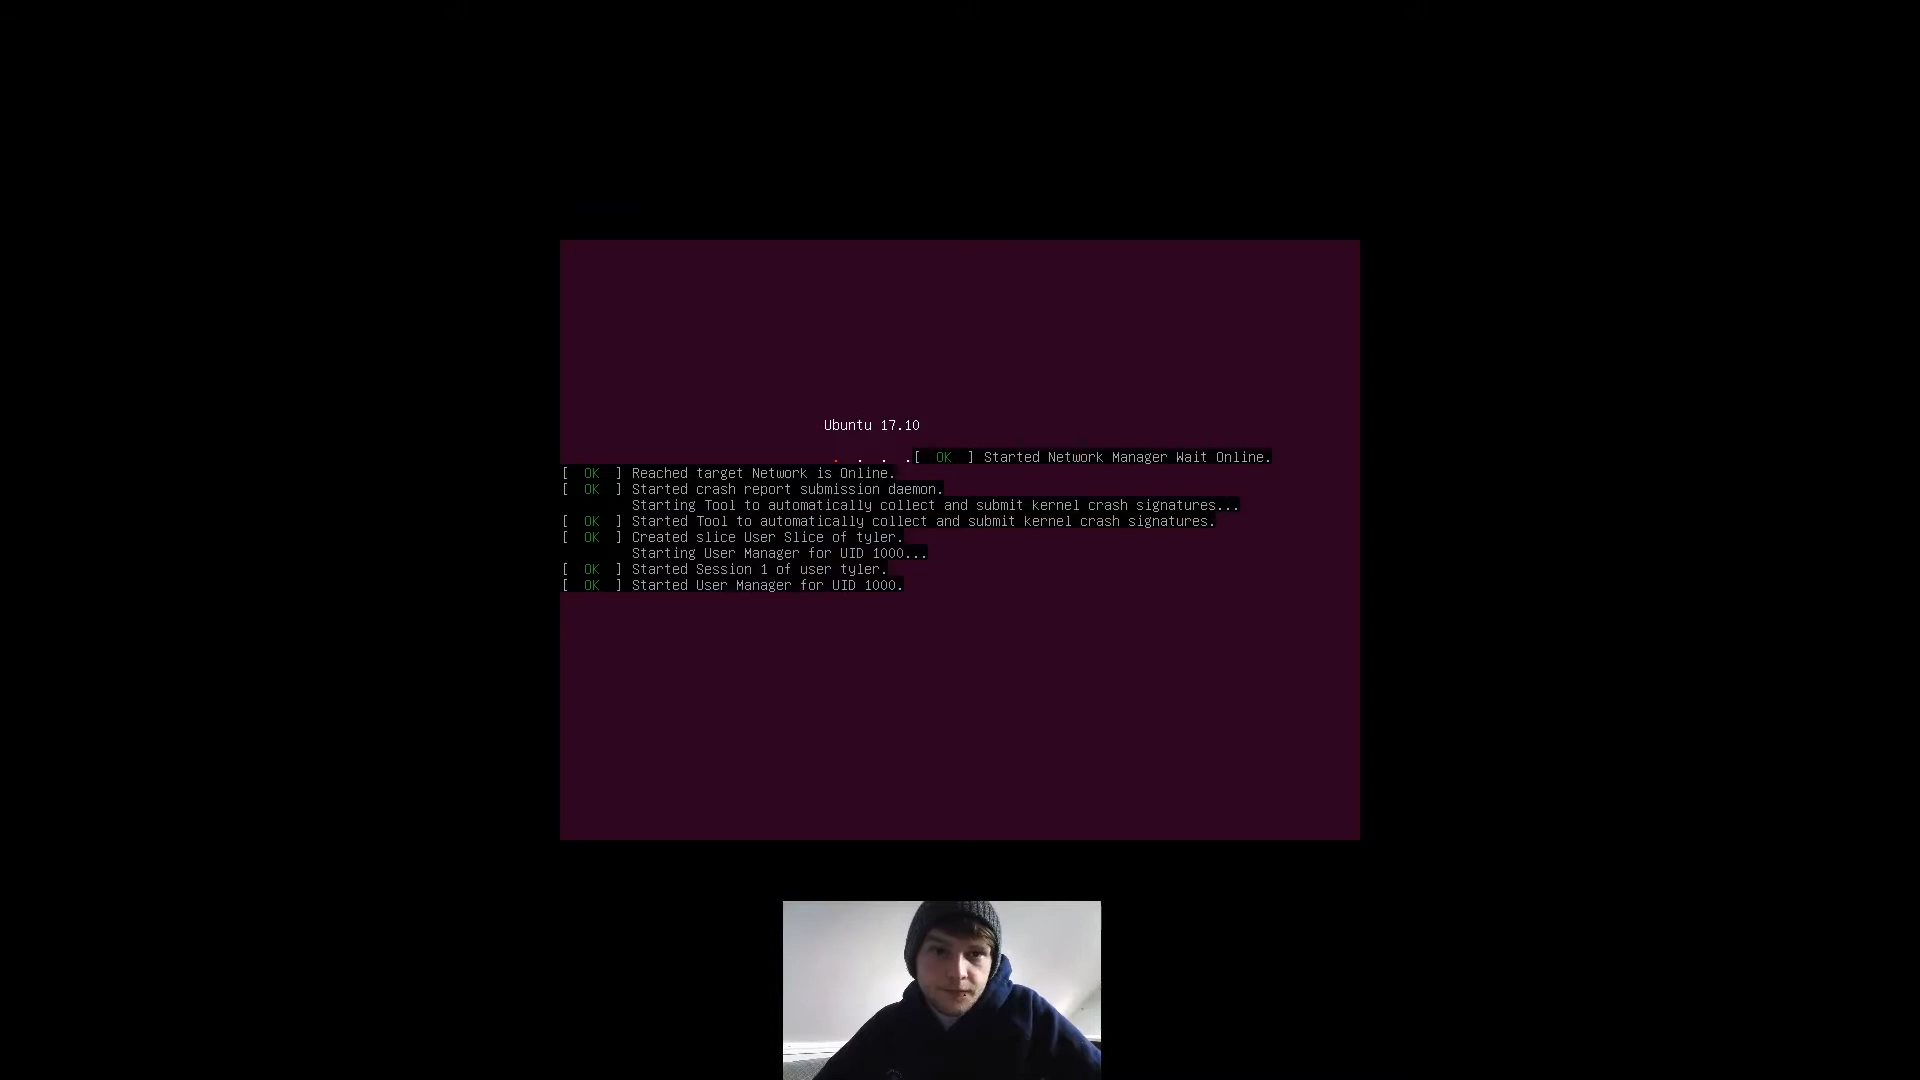 Ubuntu 17.10
. . . .[  OK  ] Started Network Manager Wait Online.
[  OK  ] Reached target Network is Online.
[  OK  ] Started crash report submission daemon.
         Starting Tool to automatically collect and submit kernel crash signatures...
[  OK  ] Started Tool to automatically collect and submit kernel crash signatures.
[  OK  ] Created slice User Slice of tyler.
         Starting User Manager for UID 1000...
[  OK  ] Started Session 1 of user tyler.
[  OK  ] Started User Manager for UID 1000.